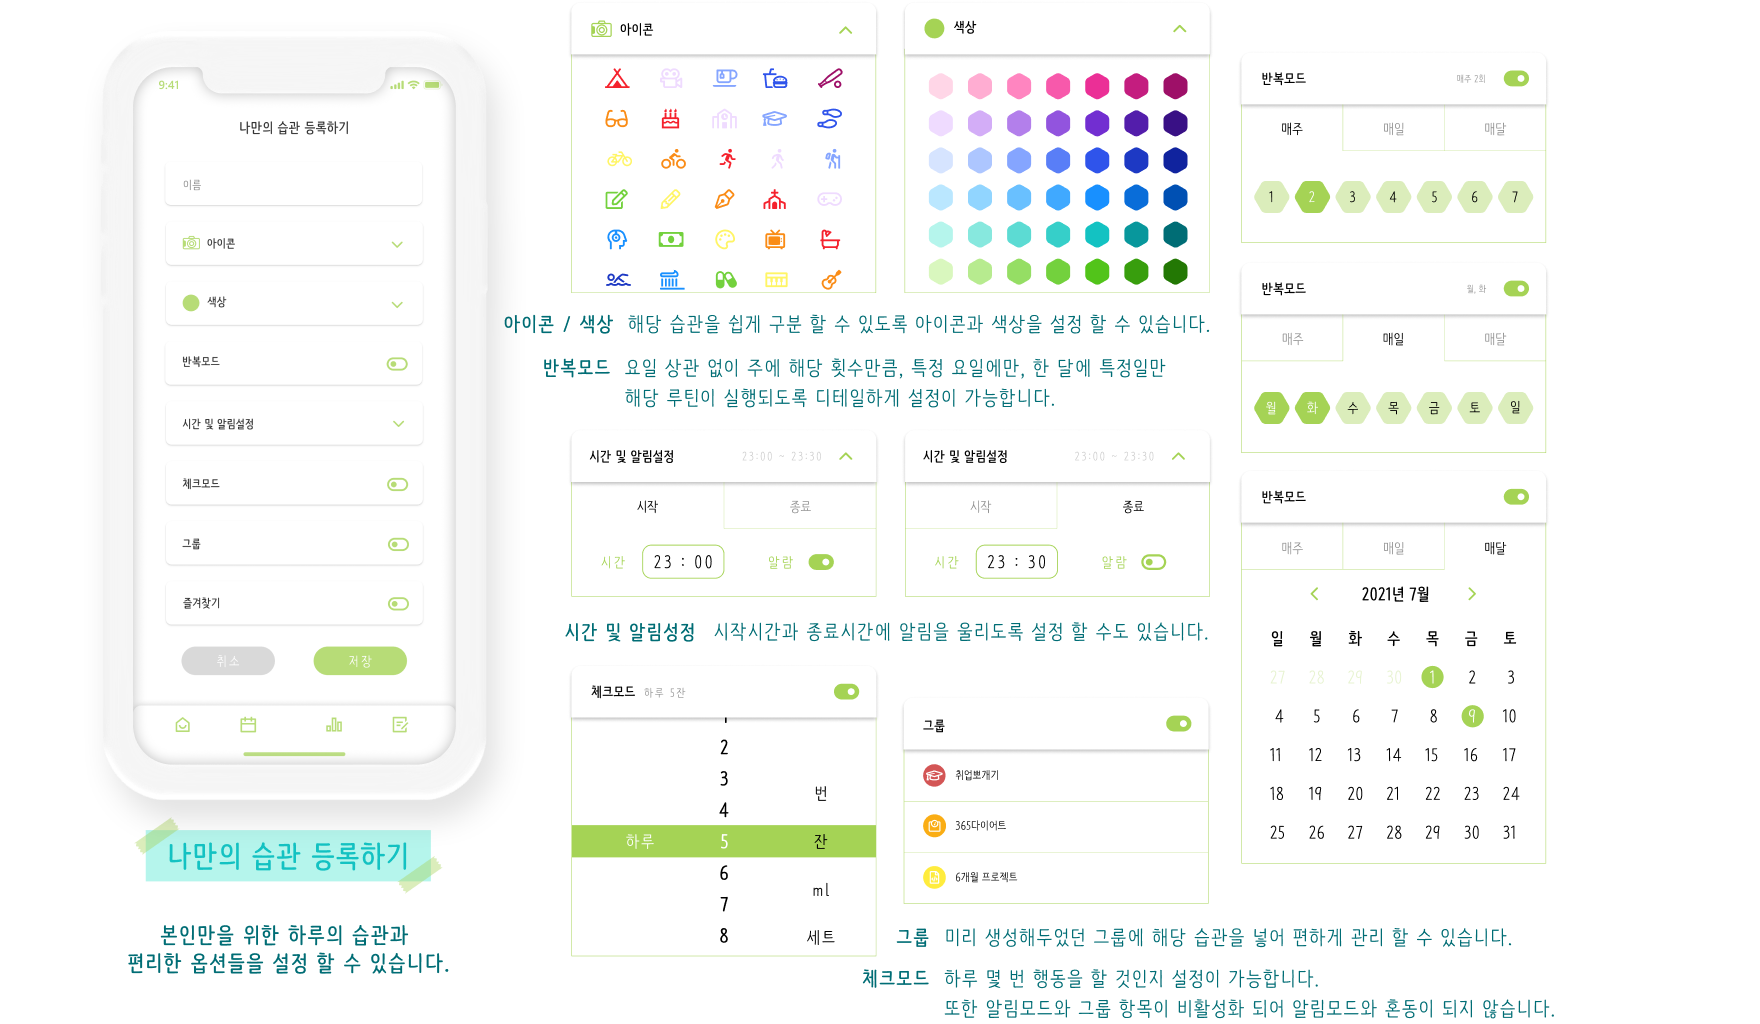 9:41
나만의 습관 등록하기
이름
아이콘
색상
반복모드
시간 및 알림설정
체크모드
그룹
즐겨찾기
취소 저장
나만의 습관 등록하기
본인만을 위한 하루의 습관과
편리한 옵션들을 설정 할 수 있습니다.
아이콘
색상
아이콘 / 색상 해당 습관을 쉽게 구분 할 수 있도록 아이콘과 색상을 설정 할 수 있습니다.
반복모드 요일 상관 없이 주에 해당 횟수만큼, 특정 요일에만, 한 달에 특정일만
해당 루틴이 실행되도록 디테일하게 설정이 가능합니다.
시간 및 알림설정 23:00 ~ 23:30
시작 종료
시간 23 : 00 알람
시간 및 알림설정 23:00 ~ 23:30
시작 종료
시간 23 : 30 알람
시간 및 알림성정 시작시간과 종료시간에 알림을 울리도록 설정 할 수도 있습니다.
체크모드 하루 5잔
2
3
번
4
하루 5 잔
6
ml
7
8 세트
그룹
취업뽀개기
365다이어트
6개월 프로젝트
그룹 미리 생성해두었던 그룹에 해당 습관을 넣어 편하게 관리 할 수 있습니다.
체크모드 하루 몇 번 행동을 할 것인지 설정이 가능합니다.
또한 알림모드와 그룹 항목이 비활성화 되어 알림모드와 혼동이 되지 않습니다.
반복모드 매주 2회
매주 매일 매달
1 2 3 4 5 6 7
반복모드 월, 화
매주 매일 매달
월 화 수 목 금 토 일
반복모드
매주 매일 매달
2021년 7월
일 월 화 수 목 금 토
27 28 29 30 1 2 3
4 5 6 7 8 9 10
11 12 13 14 15 16 17
18 19 20 21 22 23 24
25 26 27 28 29 30 31